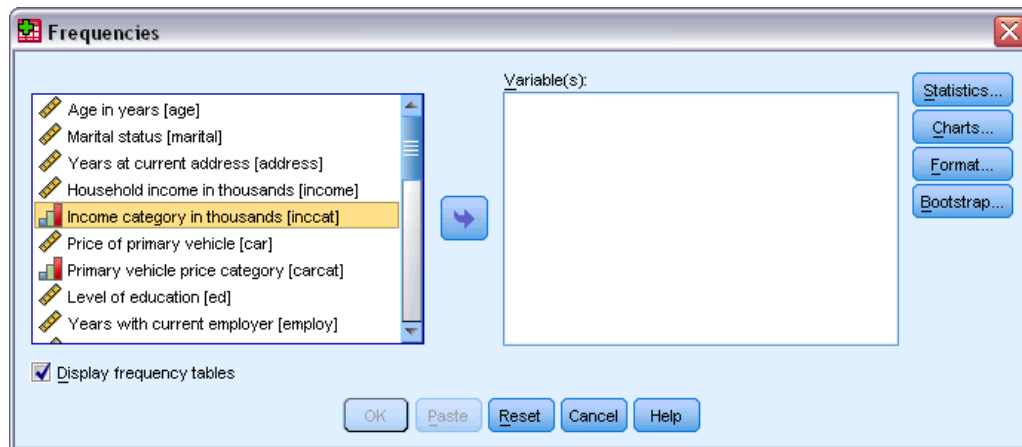 Frequencies
Variable(s):
Age in years [age]
Marital status [marital]
Years at current address [address]
Household income in thousands [income]
Income category in thousands [inccat]
Price of primary vehicle [car]
Primary vehicle price category [carcat]
Level of education [ed]
Years with current employer [employ]
Statistics...
Charts...
Format...
Bootstrap...
Display frequency tables
OK
Paste
Reset
Cancel
Help